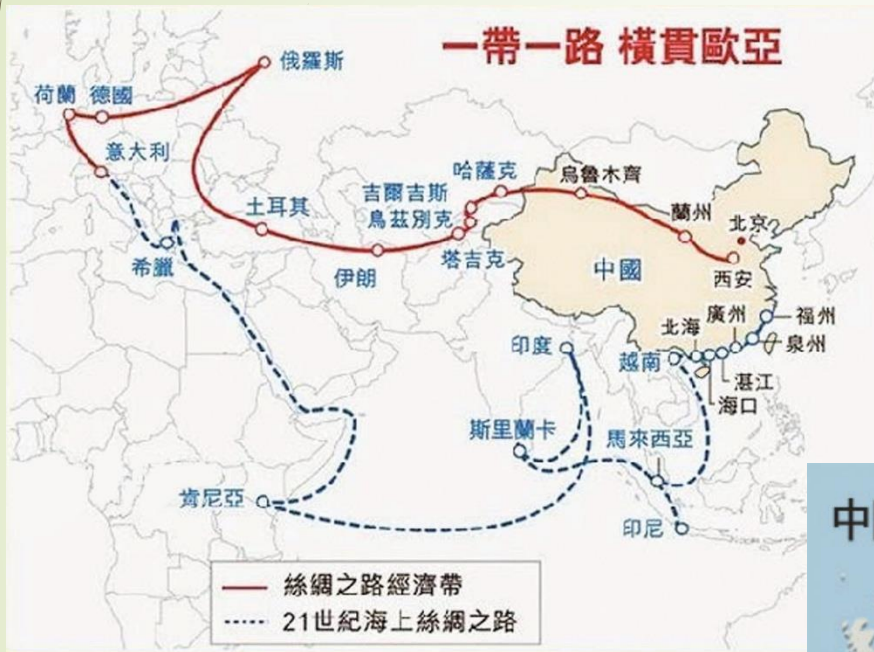 一帶一路 橫貫歐亞
俄羅斯
荷蘭 德國
意大利
哈薩克
烏魯木齊
吉爾吉斯
烏茲別克
土耳其
蘭州
北京
希臘
伊朗
塔吉克
中國
西安
廣州
福州
北海
印度
越南
泉州
湛江
海口
斯里蘭卡
馬來西亞
肯尼亞
印尼
中
絲綢之路經濟帶
21世紀海上絲綢之路